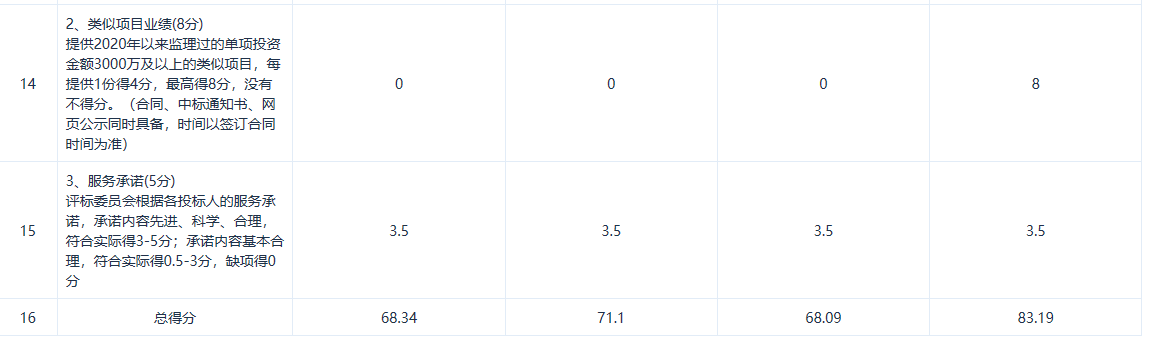 2、类似项目业绩(8分)
提供2020年以来监理过的单项投资
金额3000万及以上的类似项目，每
提供1份得4分，最高得8分，没有
不得分。（合同、中标通知书、网
页公示同时具备，时间以签订合同
时间为准）
14
0
0
0
8
3、服务承诺(5分)
评标委员会根据各投标人的服务承
诺，承诺内容先进、科学、合理，
符合实际得3-5分；承诺内容基本合
理，符合实际得0.5-3分，缺项得0
分
15
3.5
3.5
3.5
3.5
16
总得分
68.34
71.1
68.09
83.19